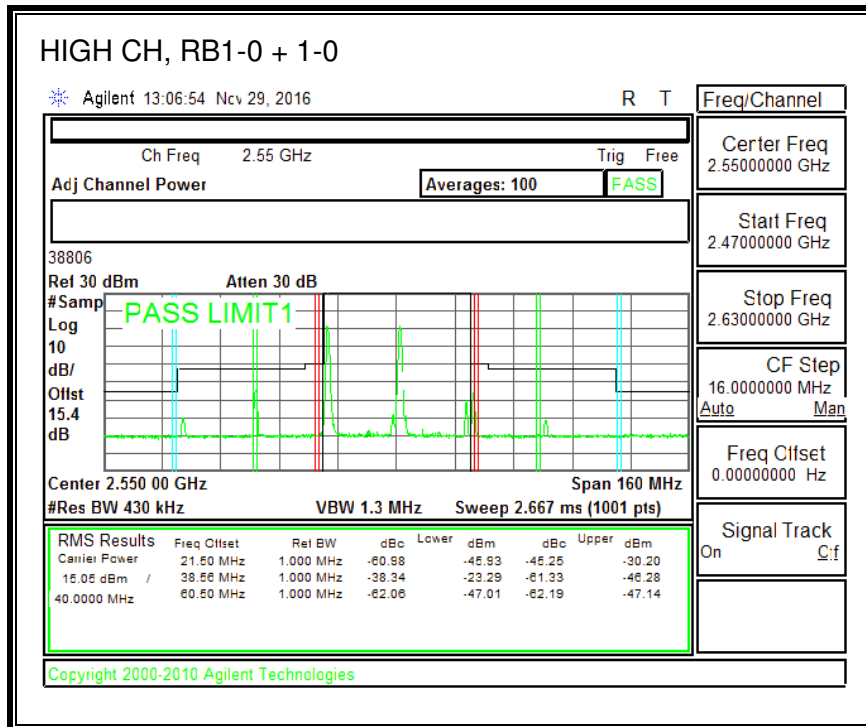 HIGH CH, RB1-0 + 1-0
Agilent 13:06:54 Nov 29, 2016 R T
Ch Freq 2.55 GHz Trig Free
Adj Channel Power Averages: 100 PASS
38806
Ref 30 dBm Atten 30 dB
#Samp
Log
10
dB/
Offst
15.4
dB
PASS LIMIT1
Center 2.550 00 GHz Span 160 MHz
#Res BW 430 kHz VBW 1.3 MHz Sweep 2.667 ms (1001 pts)
RMS Results Freq Offset Ref BW dBc Lower dBm dBc Upper dBm
Carrier Power 21.50 MHz 1.000 MHz -60.98 -45.93 -45.25 -30.20
15.05 dBm / 38.56 MHz 1.000 MHz -38.34 -23.29 -61.33 -46.28
40.0000 MHz 60.50 MHz 1.000 MHz -62.06 -47.01 -62.19 -47.14
Copyright 2000-2010 Agilent Technologies
Freq/Channel
Center Freq
2.55000000 GHz
Start Freq
2.47000000 GHz
Stop Freq
2.63000000 GHz
CF Step
16.0000000 MHz
Auto Man
Freq Offset
0.00000000 Hz
Signal Track
On Off